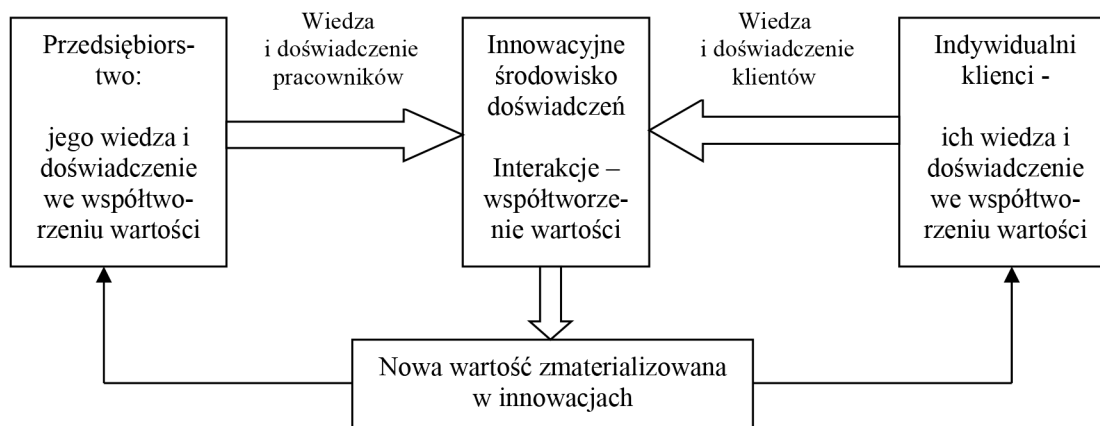 Przedsiębiors-
two:
jego wiedza i
doświadczenie
we współtwo-
rzeniu wartości
Wiedza
i doświadczenie
pracowników
Innowacyjne
środowisko
doświadczeń
Interakcje –
współtworze-
nie wartości
Wiedza
i doświadczenie
klientów
Indywidualni
klienci -
ich wiedza i
doświadczenie
we współtwo-
rzeniu wartości
Nowa wartość zmaterializowana
w innowacjach